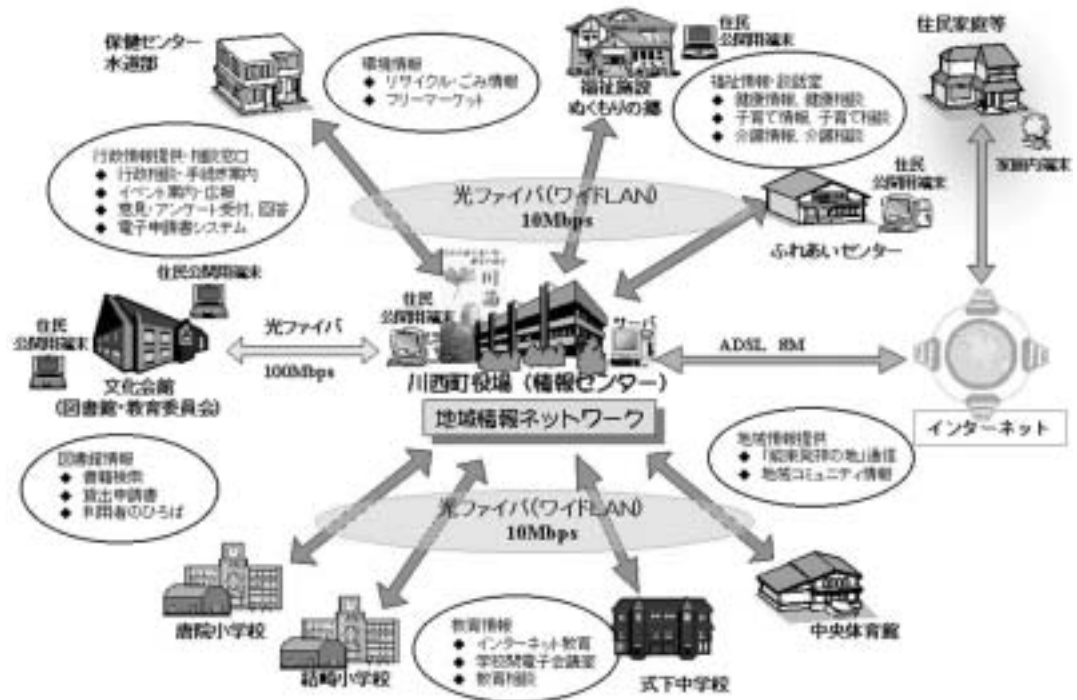 保健センター
水道部
環境情報
◆ リサイクル・ごみ情報
◆ フリーマーケット
住民
公開用端末
福祉施設
ぬくもりの郷
福祉情報・談話室
◆ 健康情報、健康相談
◆ 子育て情報、子育て相談
◆ 介護情報、介護相談
住民家庭等
家庭内端末
行政情報提供・相談窓口
◆ 行政相談・手続き案内
◆ イベント案内・広報
◆ 意見・アンケート受付、回答
◆ 電子申請書システム
光ファイバ(ワイドLAN)
10Mbps
住民
公開用端末
ふれあいセンター
住民公開用端末
住民
公開用端末
文化会館
(図書館・教育委員会)
光ファイバ
100Mbps
住民
公開用端末
サーバ
川西町役場(情報センター)
地域情報ネットワーク
ADSL 8M
インターネット
図書館情報
◆ 書籍検索
◆ 貸出申請書
◆ 利用者のひろば
地域情報提供
◆ 「能楽発祥の地」通信
◆ 地域コミュニティ情報
光ファイバ(ワイドLAN)
10Mbps
唐院小学校
結崎小学校
教育情報
◆ インターネット教育
◆ 学校間電子会議室
◆ 教育相談
式下中学校
中央体育館